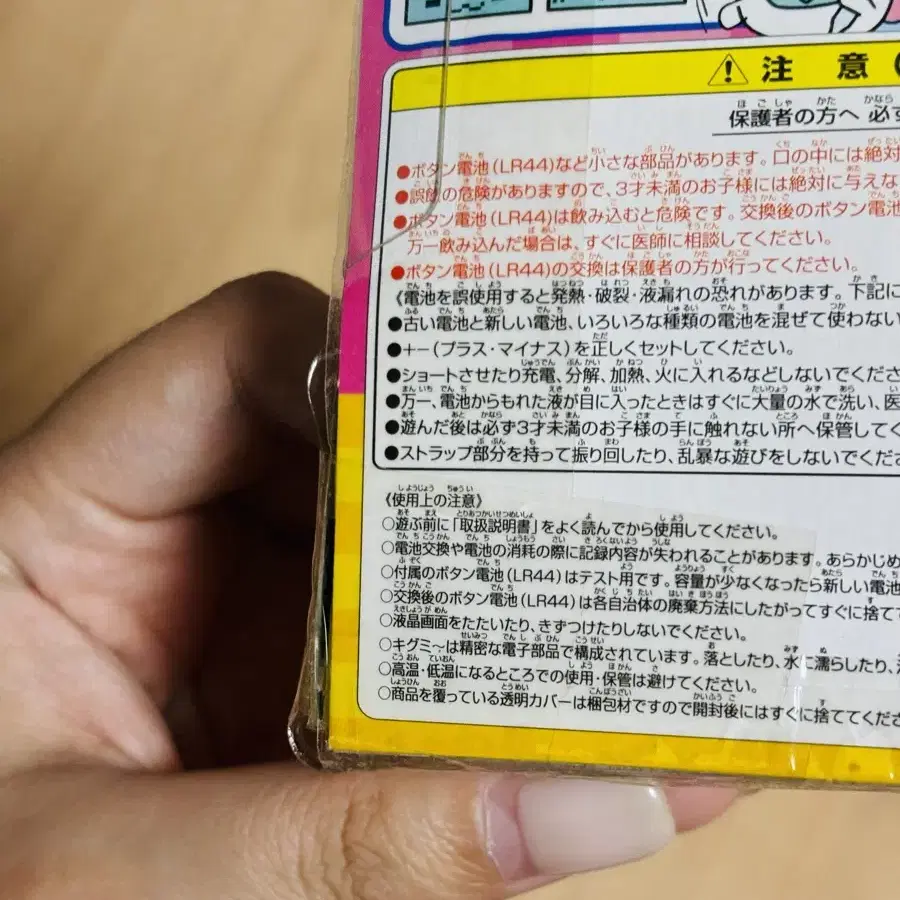 ⚠ 注 意
保護者の方へ 必
●ボタン電池(LR44)など小さな部品があります。口の中には絶対
●誤飲の危険がありますので、3才未満のお子様には絶対に与えな
●ボタン電池(LR44)は飲み込むと危険です。交換後のボタン電池
万一飲み込んだ場合は、すぐに医師に相談してください。
●ボタン電池(LR44)の交換は保護者の方が行ってください。
《電池を誤使用すると発熱・破裂・液漏れの恐れがあります。下記に
●古い電池と新しい電池、いろいろな種類の電池を混ぜて使わない
●+−(プラス・マイナス)を正しくセットしてください。
●ショートさせたり充電、分解、加熱、火に入れるなどしないでくださ
●万一、電池からもれた液が目に入ったときはすぐに大量の水で洗い、医
●遊んだ後は必ず3才未満のお子様の手に触れない所へ保管してく
●ストラップ部分を持って振り回したり、乱暴な遊びをしないでくださ
《使用上の注意》
○遊ぶ前に「取扱説明書」をよく読んでから使用してください。
○電池交換や電池の消耗の際に記録内容が失われることがあります。あらかじめ
○付属のボタン電池(LR44)はテスト用です。容量が少なくなったら新しい電池
○交換後のボタン電池(LR44)は各自治体の廃棄方法にしたがってすぐに捨て
○液晶画面をたたいたり、きずつけたりしないでください。
○キグミ〜は精密な電子部品で構成されています。落としたり、水に濡らしたり、
○高温・低温になるところでの使用・保管は避けてください。
○商品を覆っている透明カバーは梱包材ですので開封後にはすぐに捨ててくださ